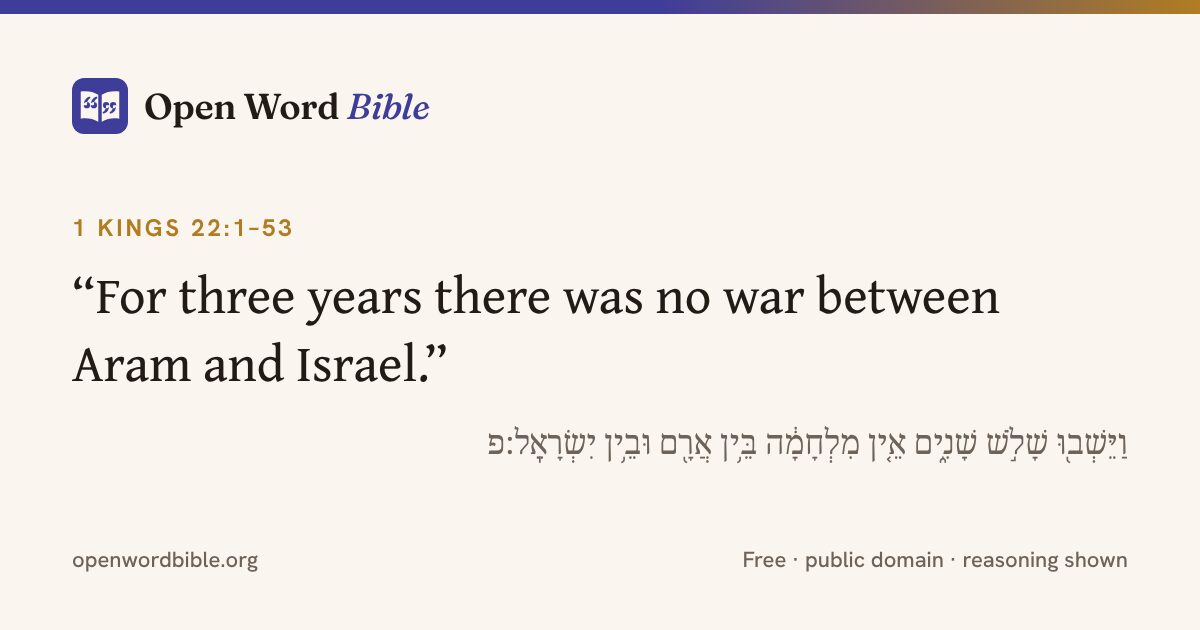 Open Word Bible
1 KINGS 22:1–53
“For three years there was no war between
Aram and Israel.”
וַיֵּשְׁב֖וּ שָׁלֹ֣שׁ שָׁנִ֑ים אֵ֚ין מִלְחָמָ֔ה בֵּ֥ין אֲרָ֖ם וּבֵ֥ין יִשְׂרָאֵֽל׃פ
openwordbible.org
Free · public domain · reasoning shown